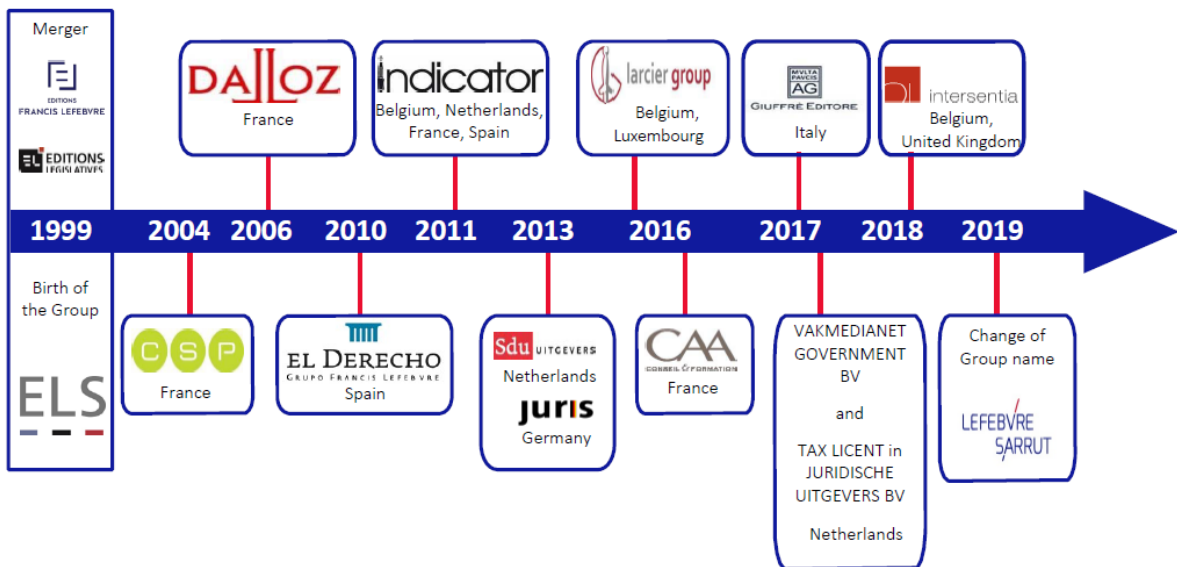 Merger
EDITIONS
FRANCIS LEFEBVRE
EL EDITIONS
LEGISLATIVES
DALLOZ
France
indicator
Belgium, Netherlands,
France, Spain
larcier group
Belgium,
Luxembourg
MVLTA
PAVCIS
AG
GIUFFRÈ EDITORE
Italy
intersentia
Belgium,
United Kingdom
1999 2004 2006 2010 2011 2013 2016 2017 2018 2019
Birth of
the Group
ELS
CSP
France
EL DERECHO
GRUPO FRANCIS LEFEBVRE
Spain
Sdu UITGEVERS
Netherlands
juris
Germany
CAA
CONSEIL & FORMATION
France
VAKMEDIANET
GOVERNMENT
BV
and
TAX LICENT in
JURIDISCHE
UITGEVERS BV
Netherlands
Change of
Group name
LEFEBVRE
SARRUT